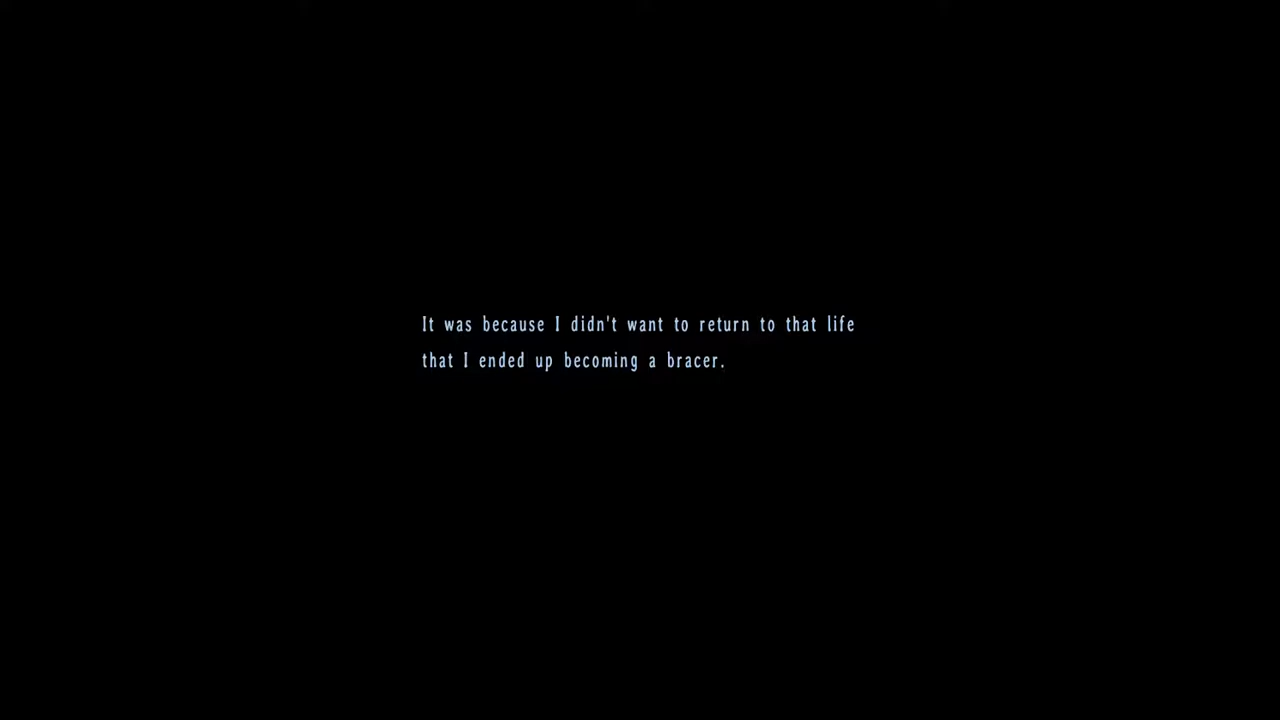 It was because I didn't want to return to that life
that I ended up becoming a bracer.